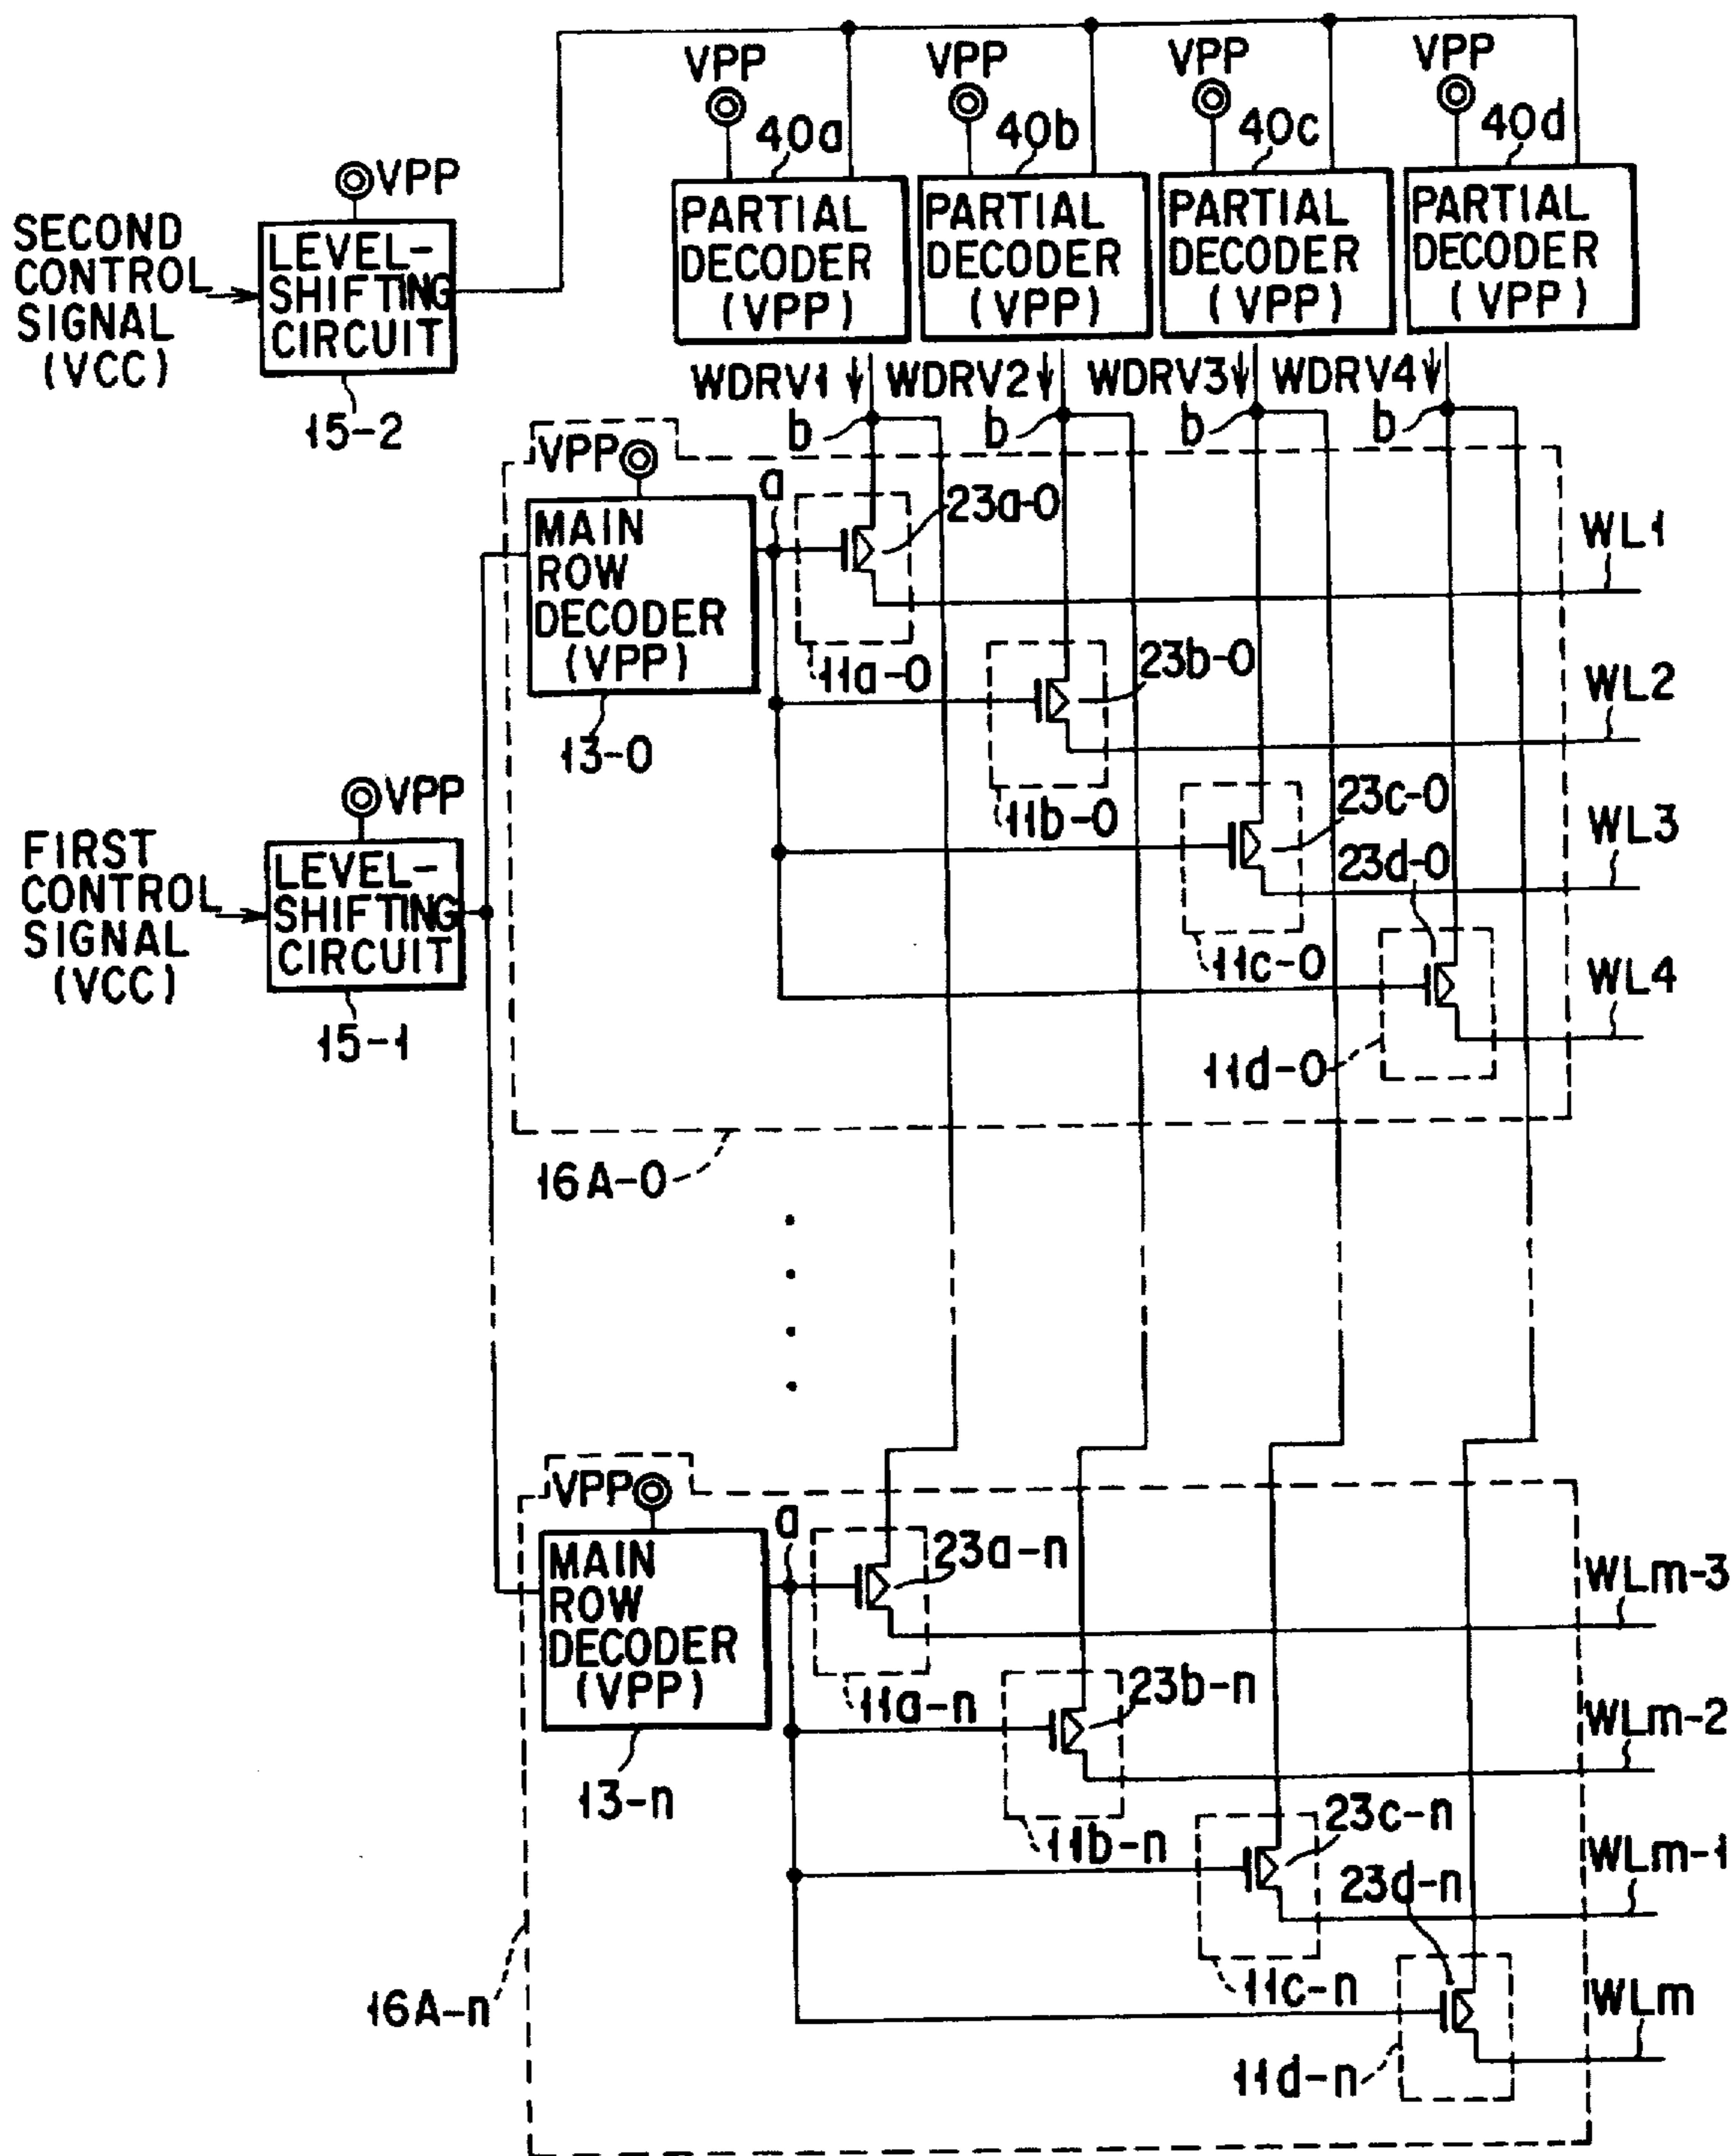 VPP
VPP
VPP
VPP
40a
40b
40c
40d
PARTIAL
DECODER
(VPP)
PARTIAL
DECODER
(VPP)
PARTIAL
DECODER
(VPP)
PARTIAL
DECODER
(VPP)
VPP
SECOND
CONTROL
SIGNAL
(VCC)
LEVEL-
SHIFTING
CIRCUIT
15-2
WDRV1
WDRV2
WDRV3
WDRV4
b
b
b
b
VPP
a
MAIN
ROW
DECODER
(VPP)
13-0
23a-0
11a-0
WL1
23b-0
11b-0
WL2
23c-0
11c-0
WL3
23d-0
11d-0
WL4
VPP
FIRST
CONTROL
SIGNAL
(VCC)
LEVEL-
SHIFTING
CIRCUIT
15-1
16A-0
VPP
a
MAIN
ROW
DECODER
(VPP)
13-n
23a-n
11a-n
WLm-3
23b-n
11b-n
WLm-2
23c-n
11c-n
WLm-1
23d-n
11d-n
WLm
16A-n